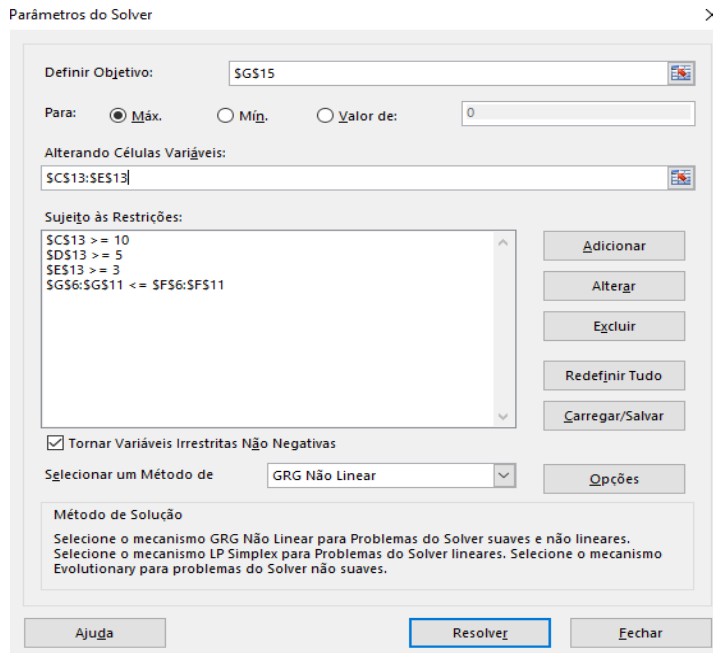 Parâmetros do Solver
Definir Objetivo: $G$15
Para: Máx. Mín. Valor de: 0
Alterando Células Variáveis:
$C$13:$E$13
Sujeito às Restrições:
$C$13 >= 10
$D$13 >= 5
$E$13 >= 3
$G$6:$G$11 <= $F$6:$F$11
Adicionar
Alterar
Excluir
Redefinir Tudo
Carregar/Salvar
Tornar Variáveis Irrestritas Não Negativas
Selecionar um Método de GRG Não Linear Opções
Método de Solução
Selecione o mecanismo GRG Não Linear para Problemas do Solver suaves e não lineares.
Selecione o mecanismo LP Simplex para Problemas do Solver lineares. Selecione o mecanismo
Evolutionary para problemas do Solver não suaves.
Ajuda Resolver Fechar